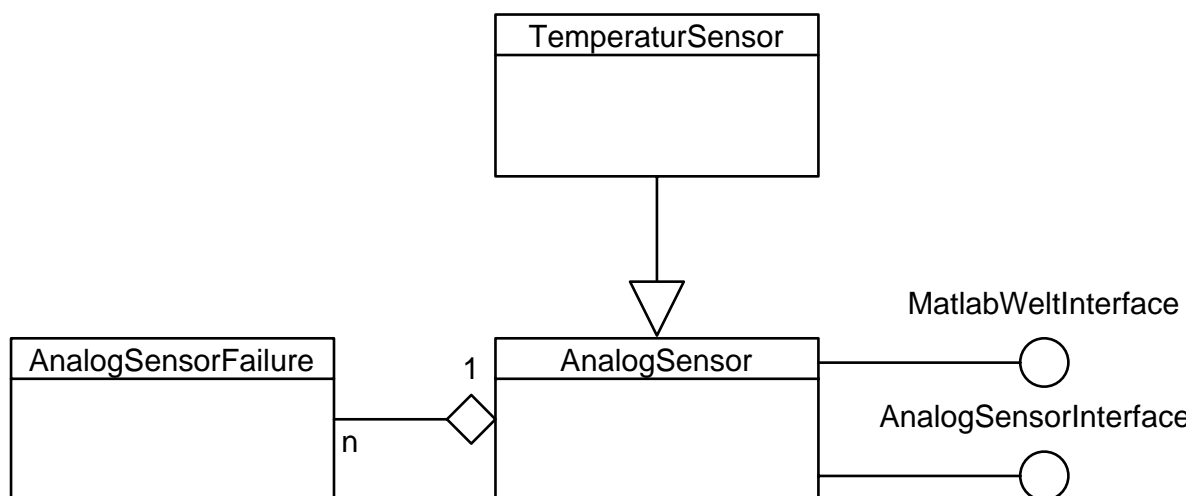 TemperaturSensor
MatlabWeltInterface
AnalogSensorFailure
1
AnalogSensor
AnalogSensorInterface
n